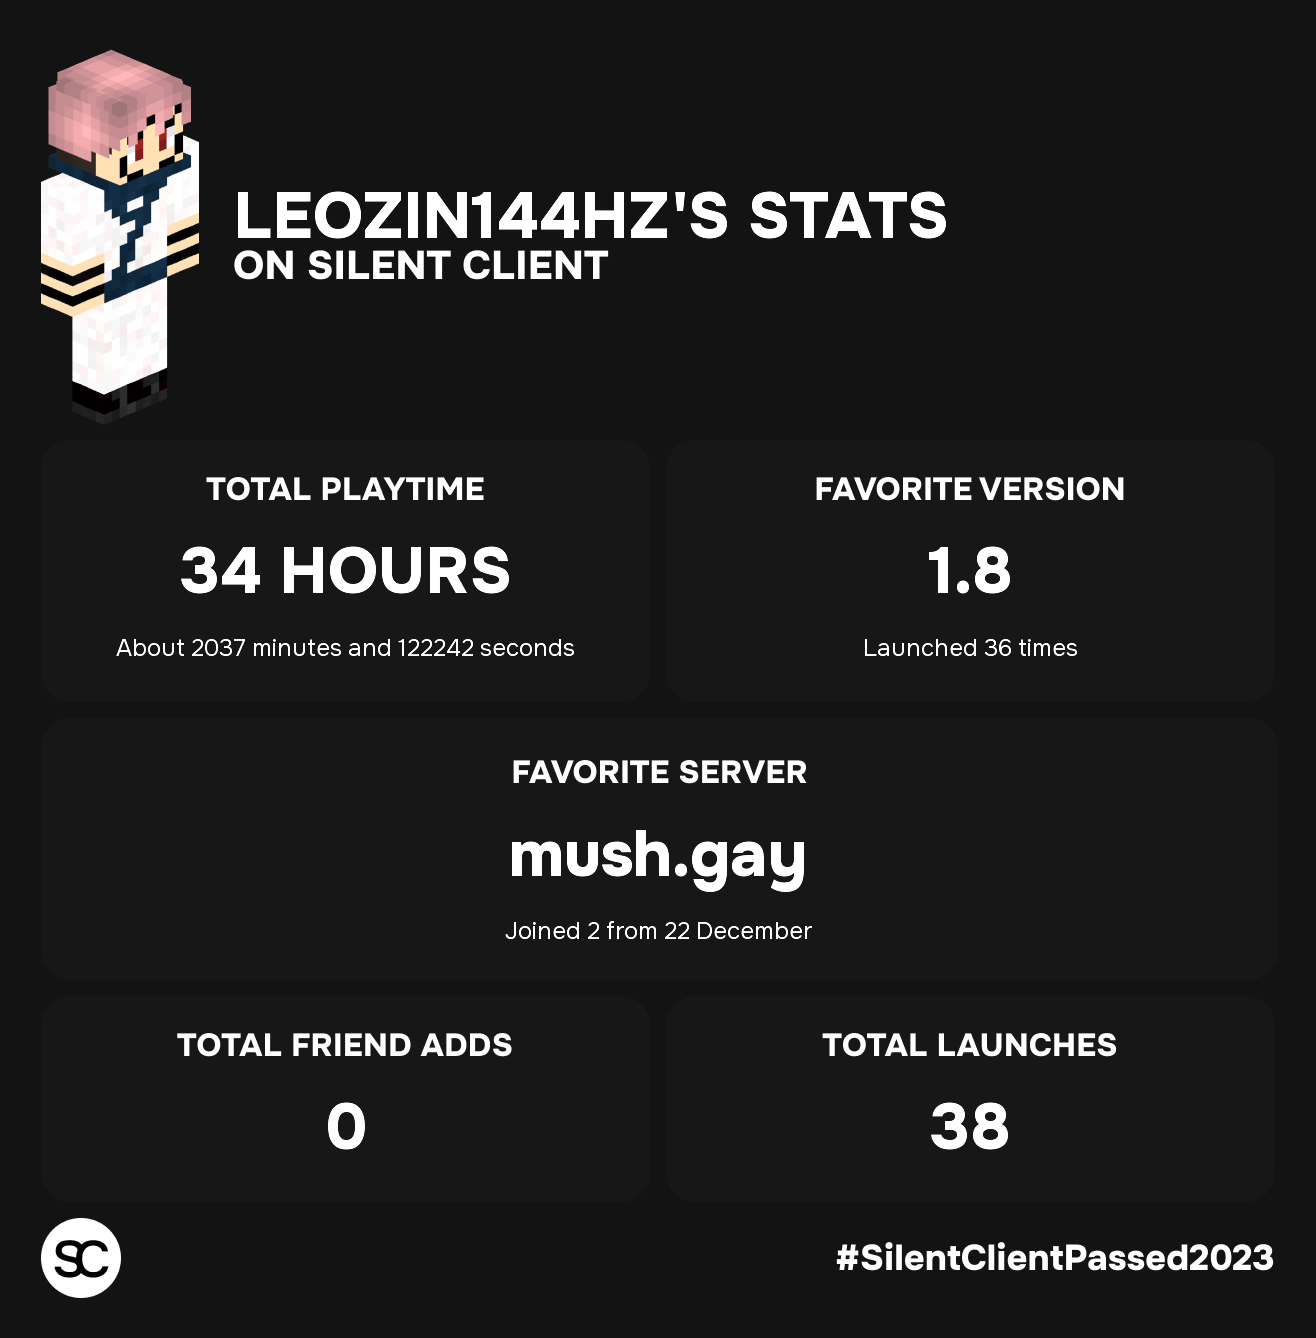 LEOZIN144HZ'S STATS
ON SILENT CLIENT
TOTAL PLAYTIME
34 HOURS
About 2037 minutes and 122242 seconds
FAVORITE VERSION
1.8
Launched 36 times
FAVORITE SERVER
mush.gay
Joined 2 from 22 December
TOTAL FRIEND ADDS
0
TOTAL LAUNCHES
38
SC
#SilentClientPassed2023